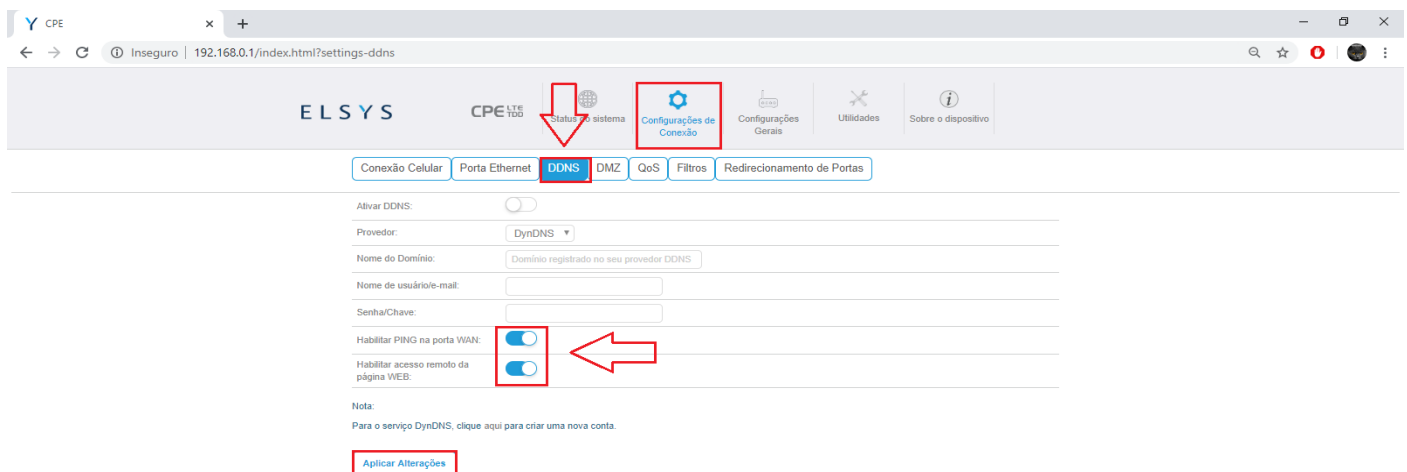 CPE
Inseguro | 192.168.0.1/index.html?settings-ddns
ELSYS
CPE LTE TDD
Status do sistema
Configurações de
Conexão
Configurações
Gerais
Utilidades
Sobre o dispositivo
Conexão Celular
Porta Ethernet
DDNS
DMZ
QoS
Filtros
Redirecionamento de Portas
Ativar DDNS:
Provedor:
DynDNS
Nome do Domínio:
Domínio registrado no seu provedor DDNS
Nome de usuário/e-mail:
Senha/Chave:
Habilitar PING na porta WAN:
Habilitar acesso remoto da
página WEB:
Nota:
Para o serviço DynDNS, clique aqui para criar uma nova conta.
Aplicar Alterações